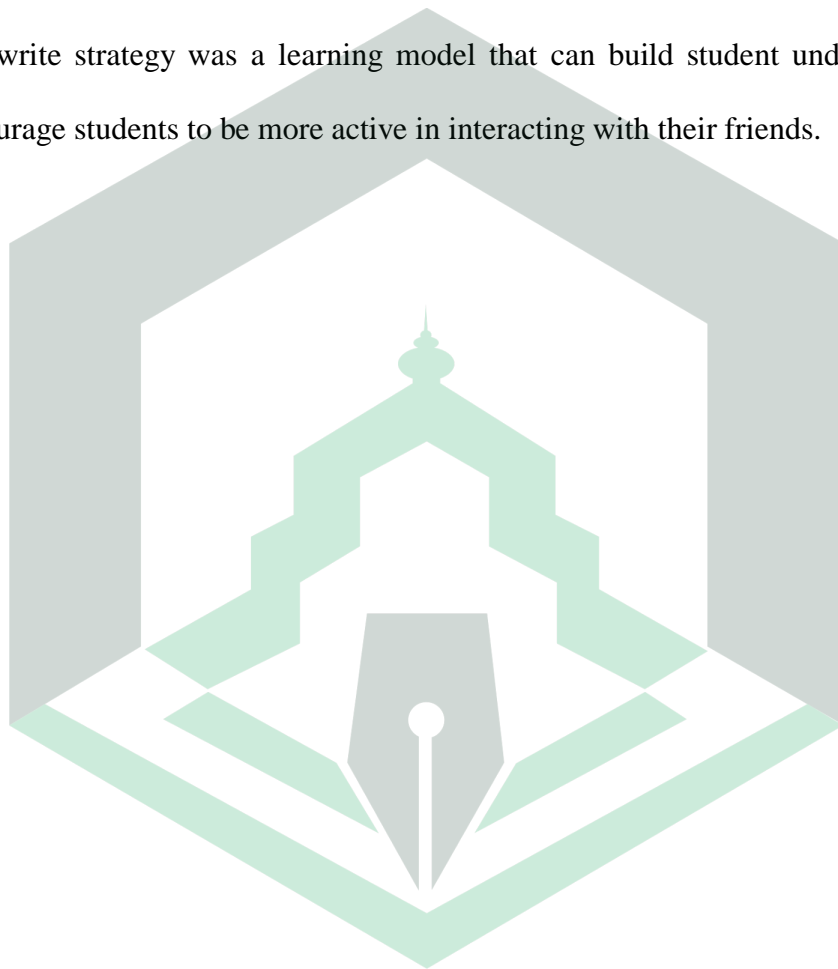 write strategy was a learning model that can build student und
urage students to be more active in interacting with their friends.